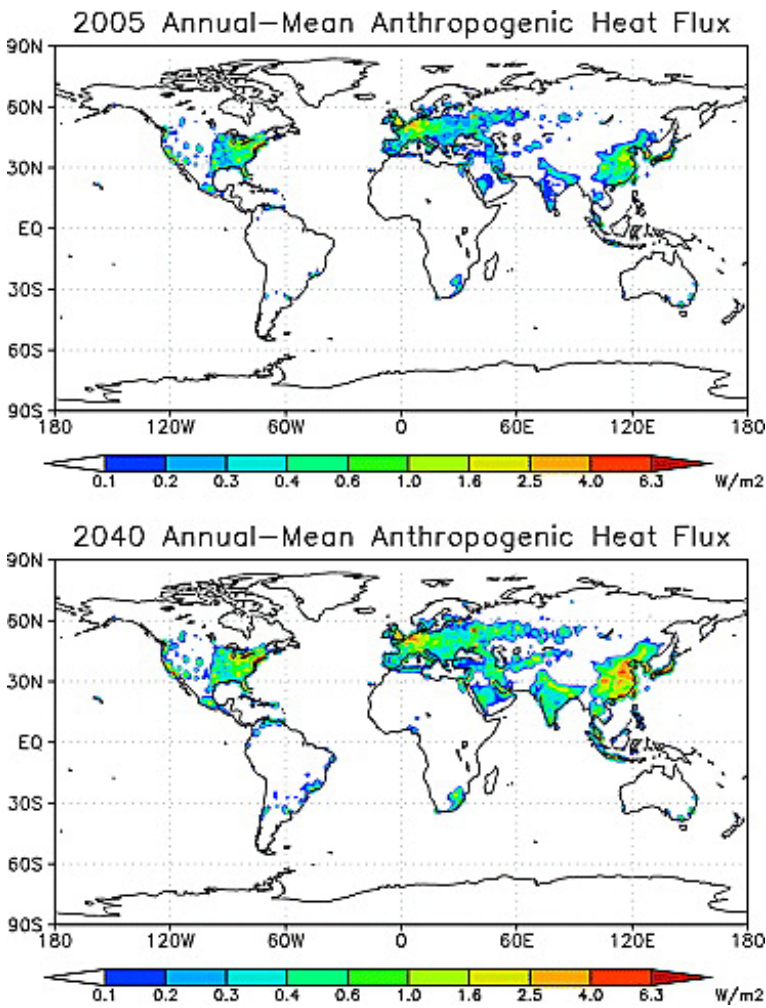 2005 Annual-Mean Anthropogenic Heat Flux
90N
60N
30N
EQ
30S
60S
90S
180 120W 60W 0 60E 120E 180
0.1 0.2 0.3 0.4 0.6 1.0 1.6 2.5 4.0 6.3 W/m2
2040 Annual-Mean Anthropogenic Heat Flux
90N
60N
30N
EQ
30S
60S
90S
180 120W 60W 0 60E 120E 180
0.1 0.2 0.3 0.4 0.6 1.0 1.6 2.5 4.0 6.3 W/m2